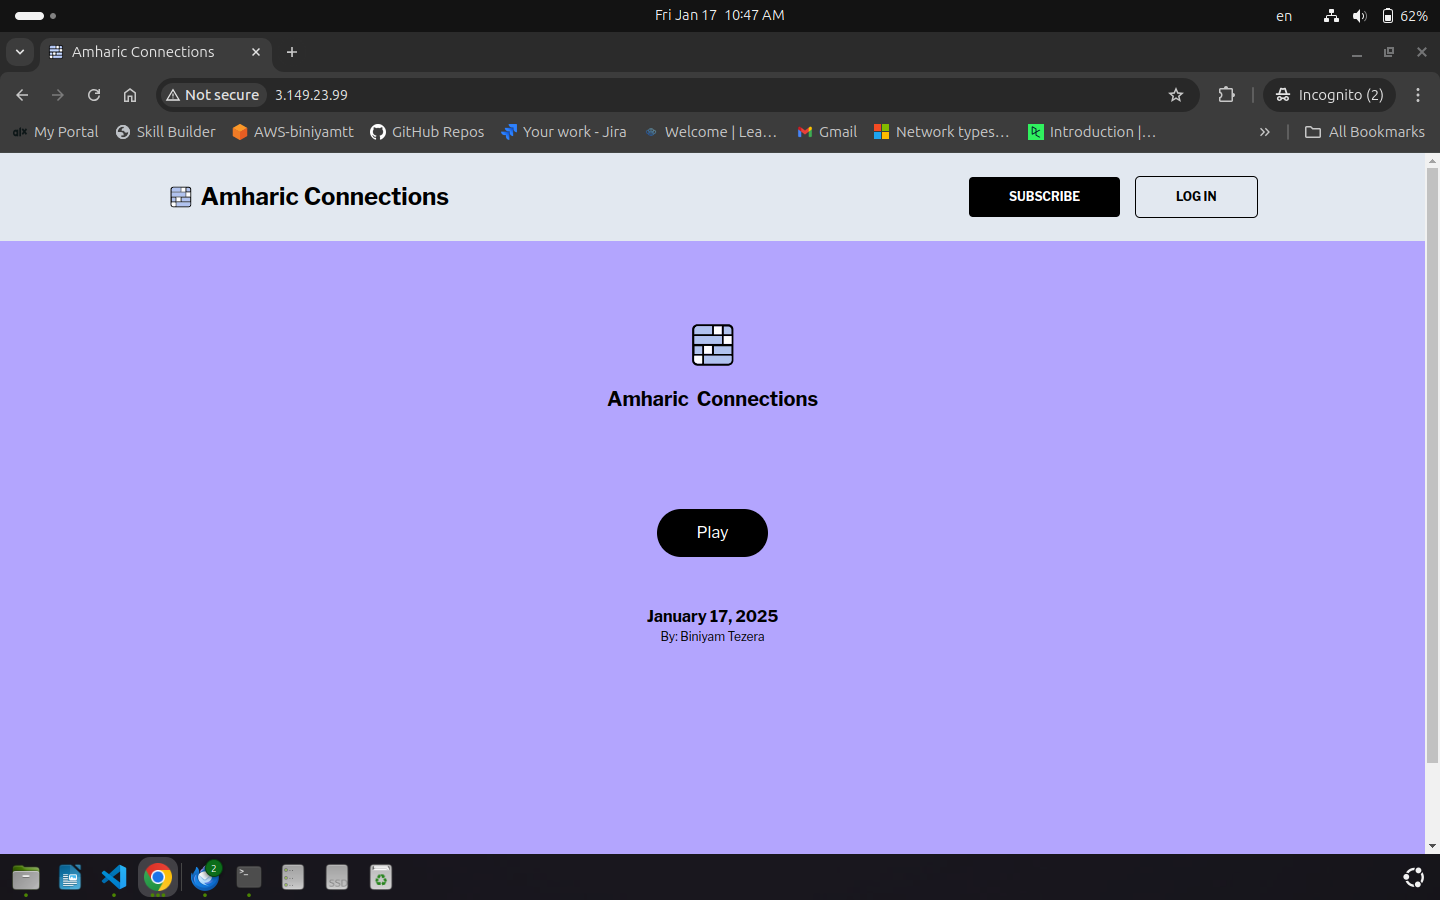 Fri Jan 17 10:47 AM
en
62%
Amharic Connections
Not secure
3.149.23.99
Incognito (2)
My Portal
Skill Builder
AWS-biniyamtt
GitHub Repos
Your work - Jira
Welcome | Lea...
Gmail
Network types...
Introduction |...
All Bookmarks
Amharic Connections
SUBSCRIBE
LOG IN
Amharic Connections
Play
January 17, 2025
By: Biniyam Tezera
2
SSD